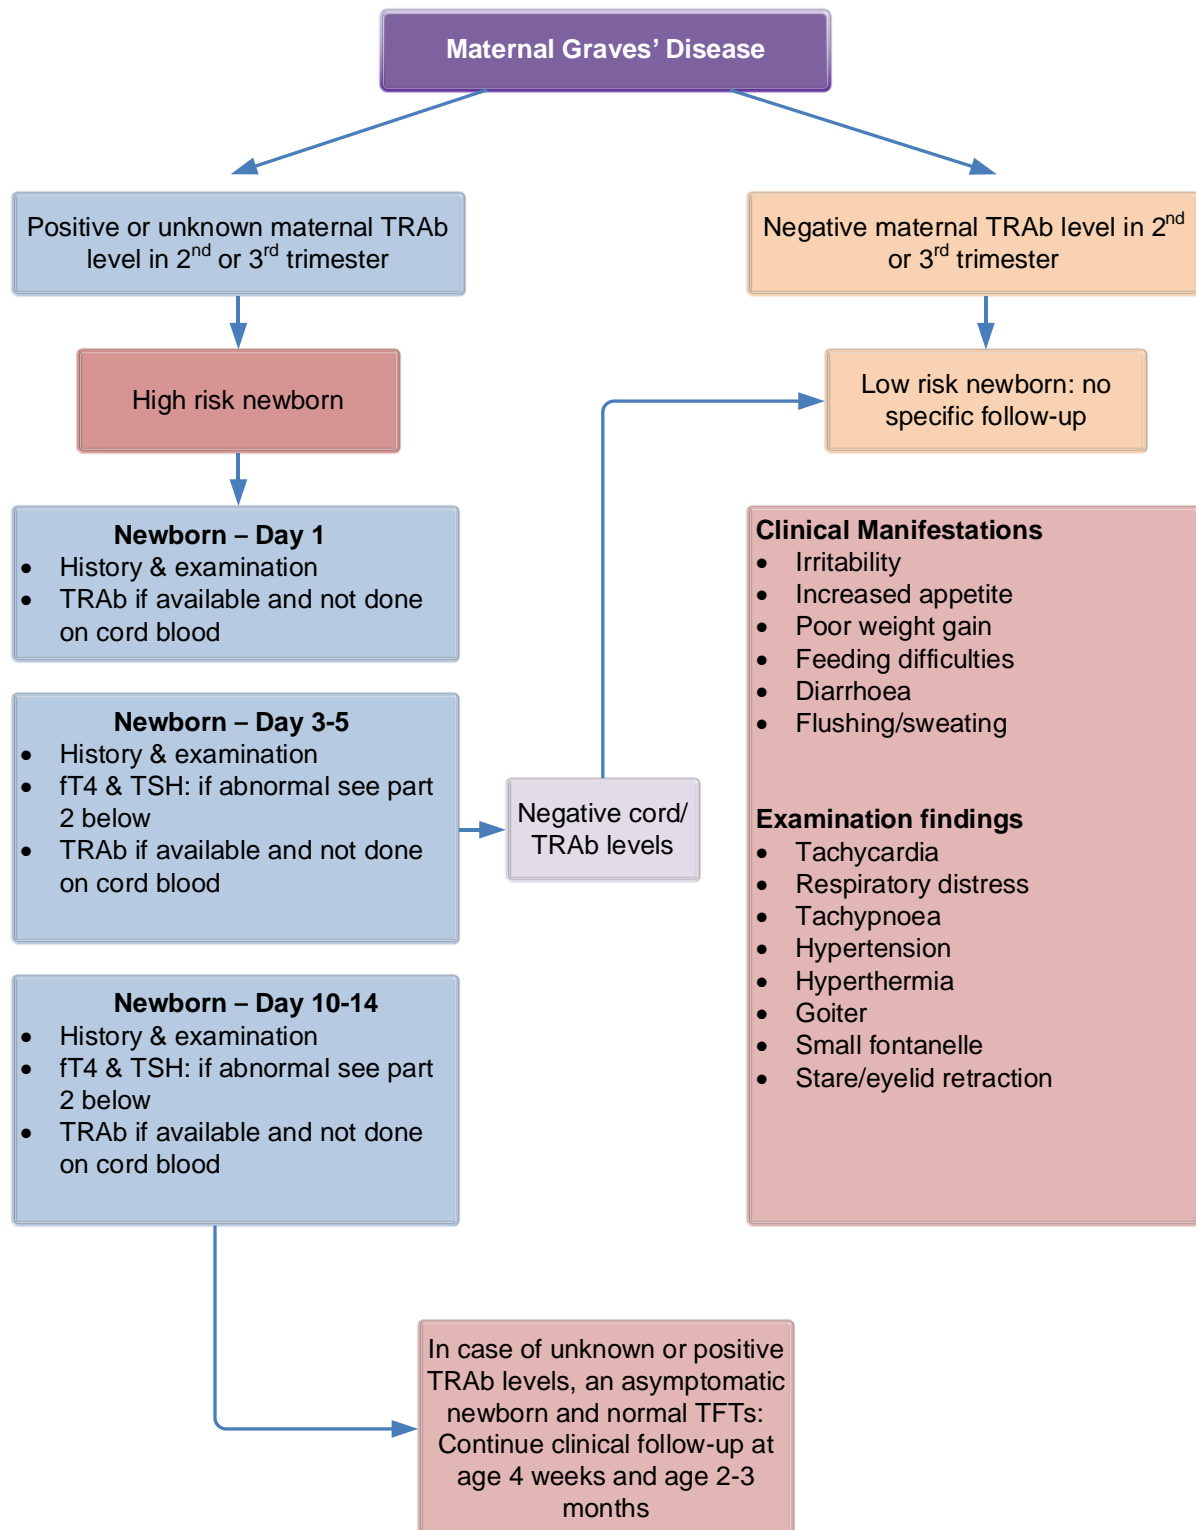 Maternal Graves’ Disease
Positive or unknown maternal TRAb
level in 2nd or 3rd trimester
Negative maternal TRAb level in 2nd
or 3rd trimester
High risk newborn
Low risk newborn: no
specific follow-up
Newborn – Day 1
• History & examination
• TRAb if available and not done
on cord blood
Newborn – Day 3-5
• History & examination
• fT4 & TSH: if abnormal see part
2 below
• TRAb if available and not done
on cord blood
Negative cord/
TRAb levels
Newborn – Day 10-14
• History & examination
• fT4 & TSH: if abnormal see part
2 below
• TRAb if available and not done
on cord blood
Clinical Manifestations
• Irritability
• Increased appetite
• Poor weight gain
• Feeding difficulties
• Diarrhoea
• Flushing/sweating
Examination findings
• Tachycardia
• Respiratory distress
• Tachypnoea
• Hypertension
• Hyperthermia
• Goiter
• Small fontanelle
• Stare/eyelid retraction
In case of unknown or positive
TRAb levels, an asymptomatic
newborn and normal TFTs:
Continue clinical follow-up at
age 4 weeks and age 2-3
months